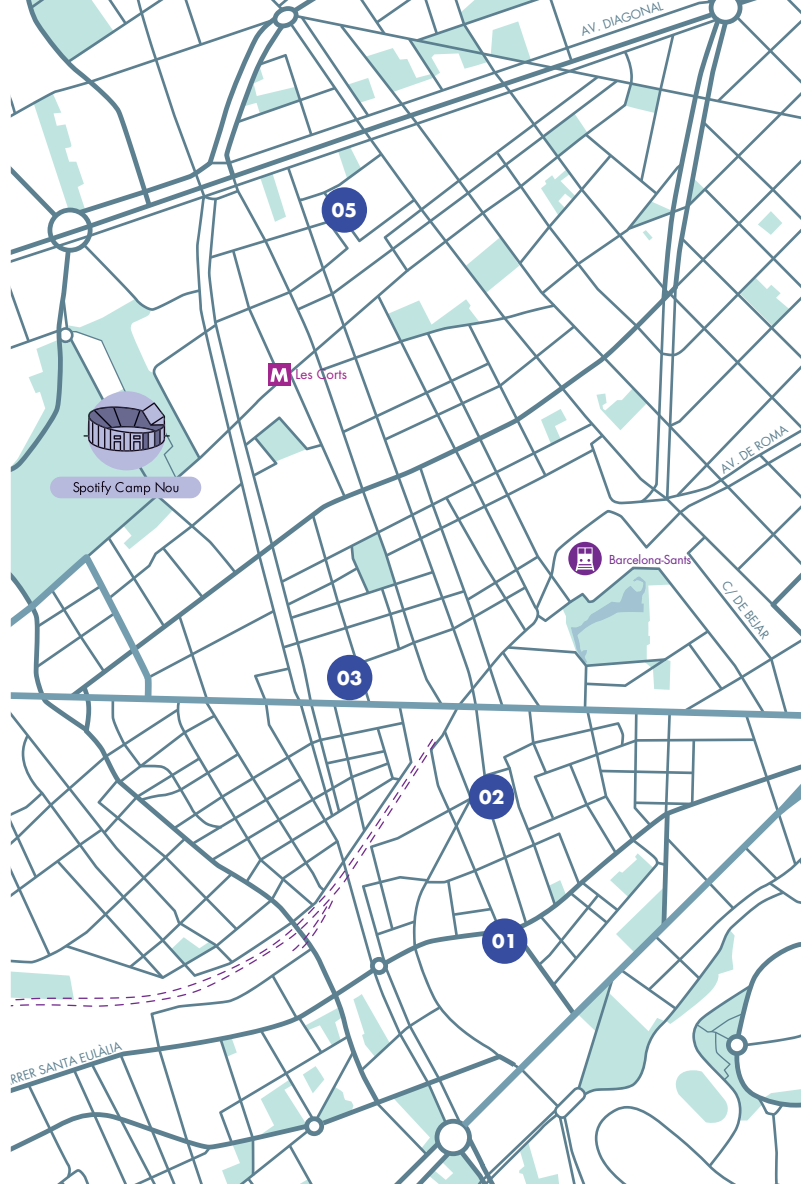 AV. DIAGONAL
05
M Les Corts
Spotify Camp Nou
AV. DE ROMA
Barcelona-Sants
C/ DE BEJAR
03
02
01
RRER SANTA EULÀLIA